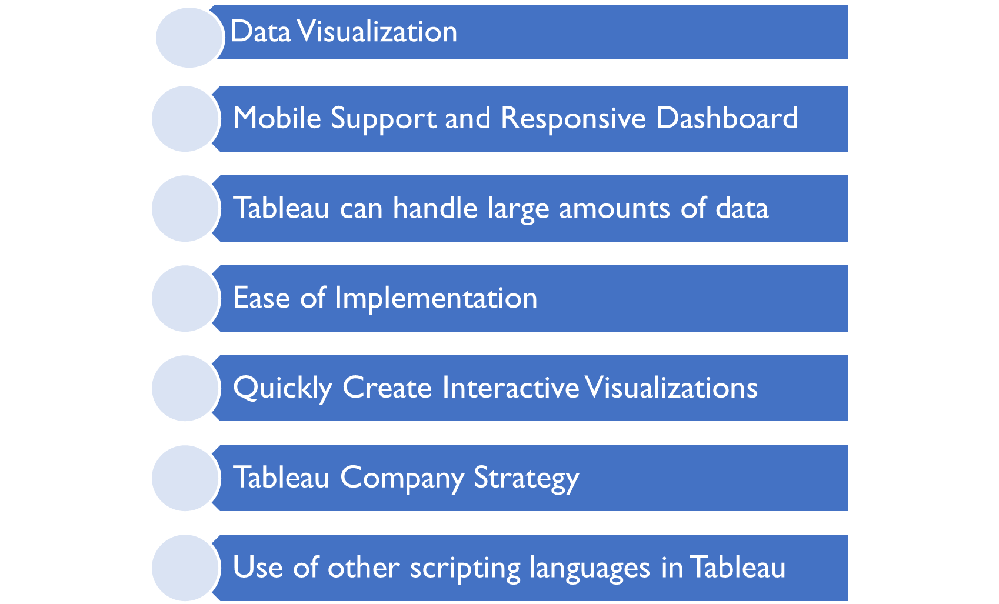 Data Visualization
Mobile Support and Responsive Dashboard
Tableau can handle large amounts of data
Ease of Implementation
Quickly Create Interactive Visualizations
Tableau Company Strategy
Use of other scripting languages in Tableau